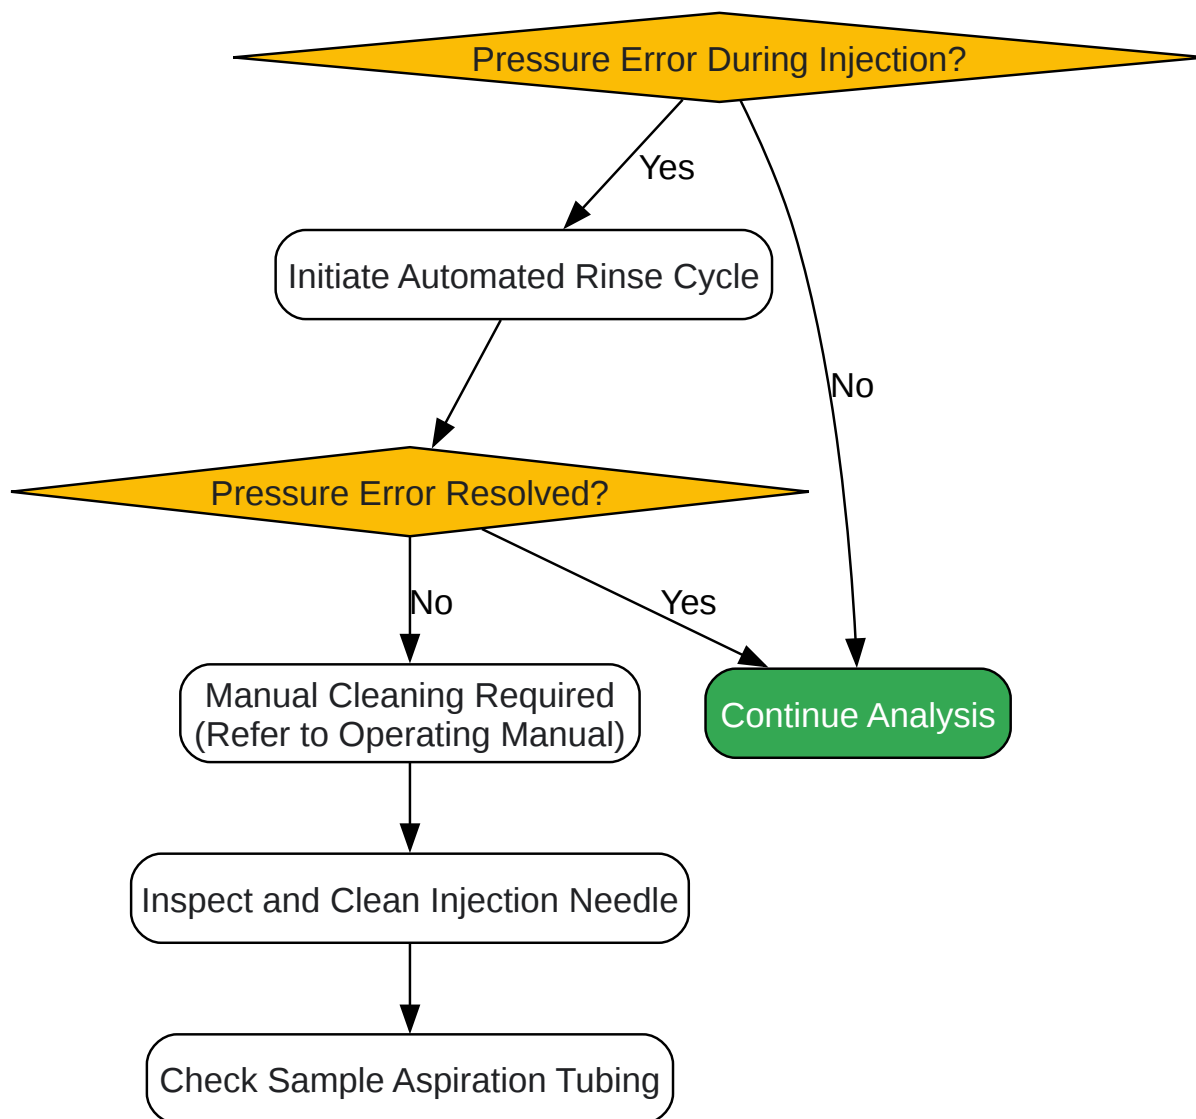 Pressure Error During Injection?
Yes
Initiate Automated Rinse Cycle
No
Pressure Error Resolved?
No
Yes
Manual Cleaning Required
(Refer to Operating Manual)
Continue Analysis
Inspect and Clean Injection Needle
Check Sample Aspiration Tubing